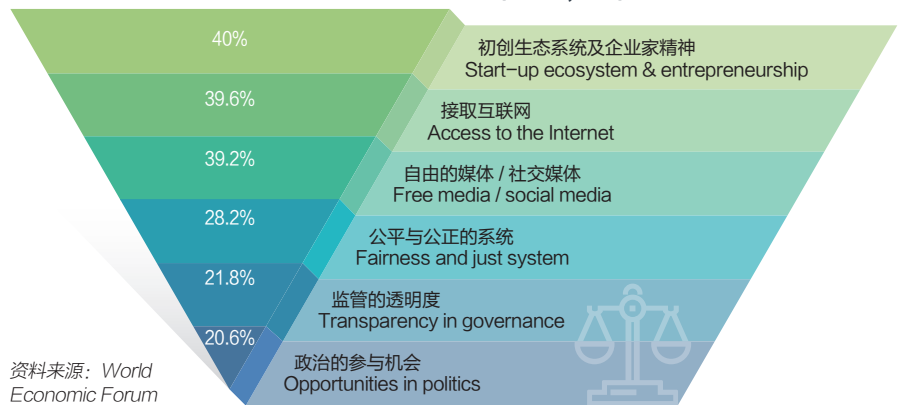 40%
初创生态系统及企业家精神
Start-up ecosystem & entrepreneurship
39.6%
接取互联网
Access to the Internet
39.2%
自由的媒体 / 社交媒体
Free media / social media
28.2%
公平与公正的系统
Fairness and just system
21.8%
监管的透明度
Transparency in governance
20.6%
政治的参与机会
Opportunities in politics
资料来源：World
Economic Forum